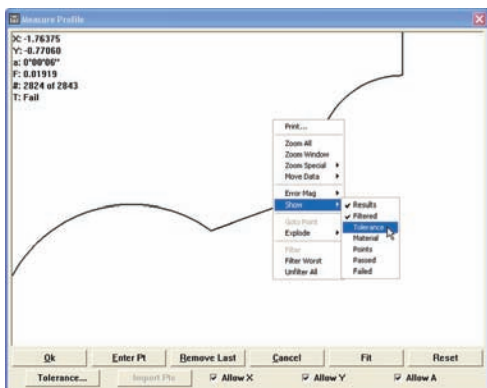 Measure Profile
X: -1.76375
Y: -0.77060
a: 0°00'06"
F: 0.01919
#: 2824 of 2843
T: Fail
Print...
Zoom All
Zoom Window
Zoom Special
Move Data
Error Mag
Show
Goto Point
Explode
Filter
Filter Worst
Unfilter All
Results
Filtered
Tolerance
Material
Points
Passed
Failed
Ok Enter Pt Remove Last Cancel Fit Reset
Tolerance... Import Pts Allow X Allow Y Allow A